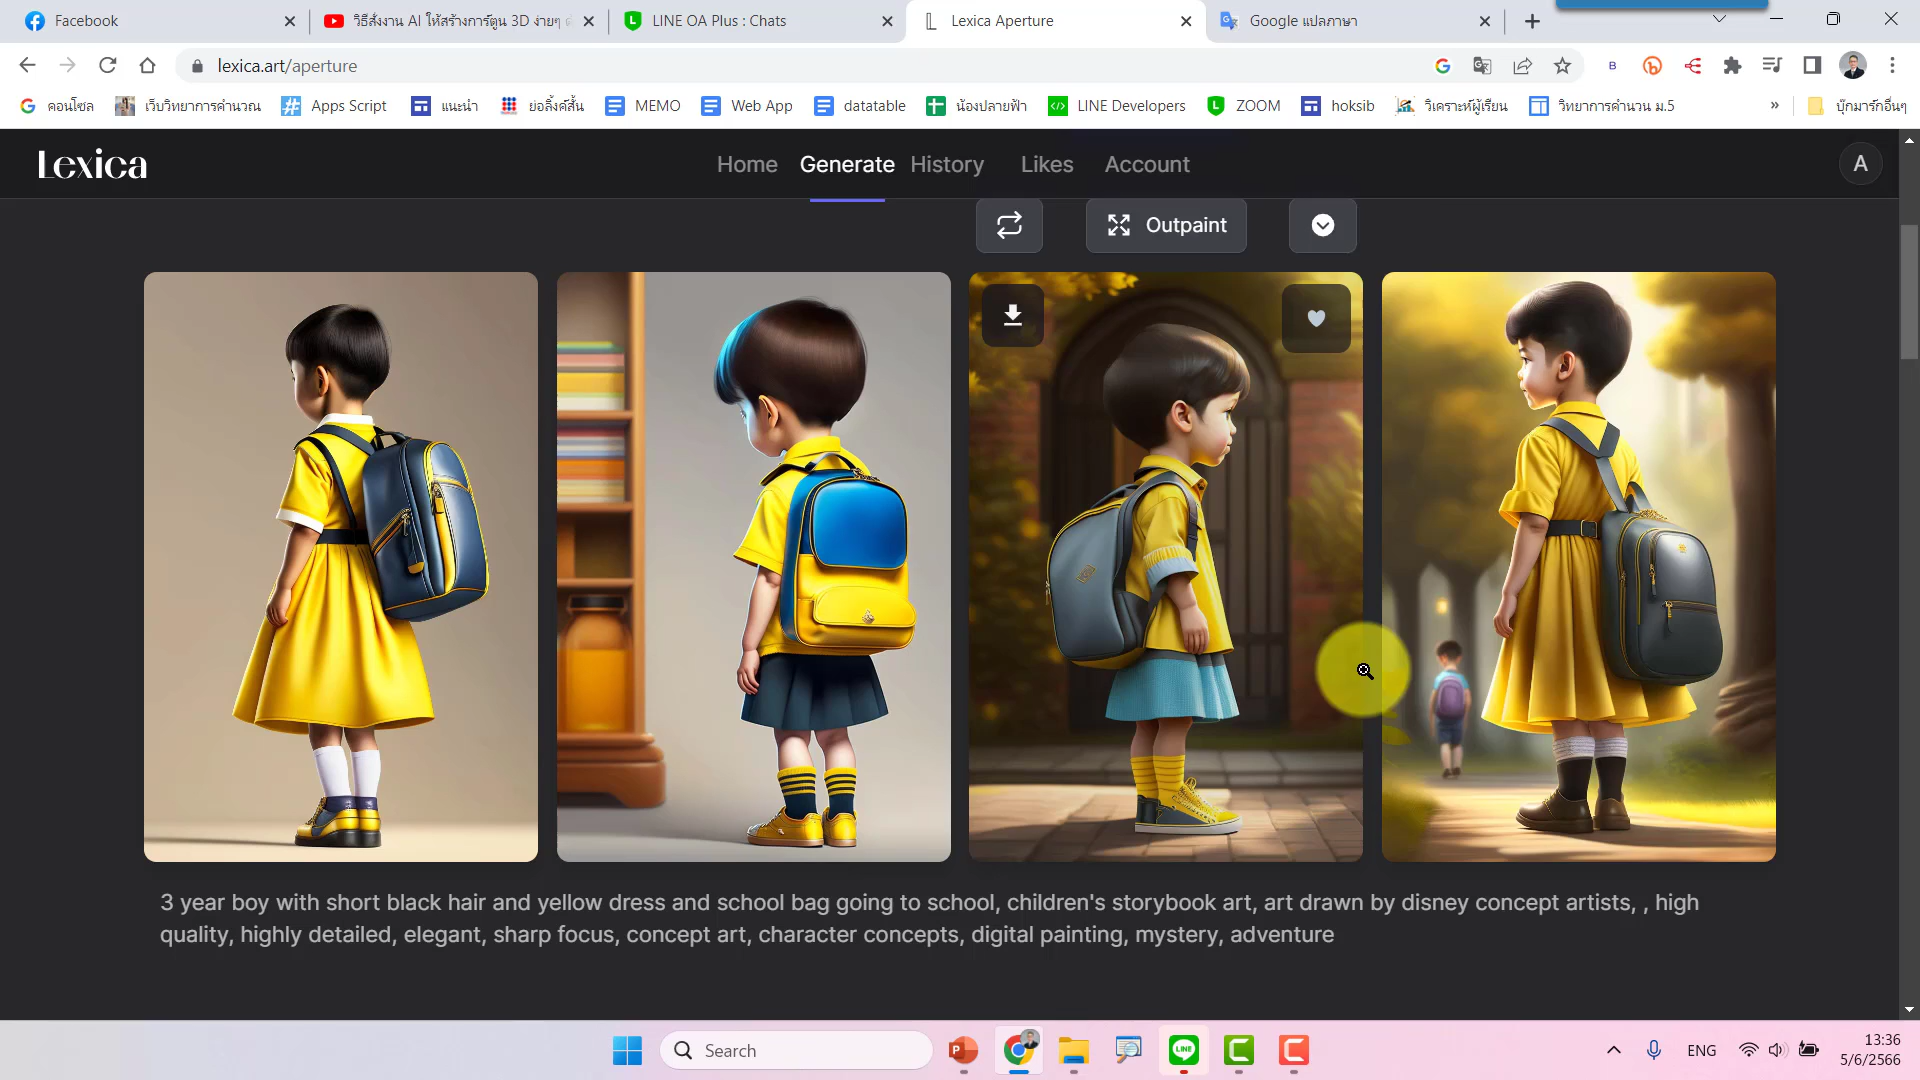 Facebook
วิธีสั่งงาน AI ให้สร้างการ์ตูน 3D ง่ายๆ
LINE OA Plus : Chats
Lexica Aperture
Google แปลภาษา
lexica.art/aperture
คอนโซล
เว็บวิทยาการคำนวณ
Apps Script
แนะนำ
ย่อลิ้งค์สั้น
MEMO
Web App
datatable
น้องปลายฟ้า
LINE Developers
ZOOM
hoksib
วิเคราะห์ผู้เรียน
วิทยาการคำนวน ม.5
»
บุ๊กมาร์กอื่นๆ
Lexica
Home
Generate
History
Likes
Account
A
Outpaint
3 year boy with short black hair and yellow dress and school bag going to school, children's storybook art, art drawn by disney concept artists, , high
quality, highly detailed, elegant, sharp focus, concept art, character concepts, digital painting, mystery, adventure
Search
ENG
13:36
5/6/2566